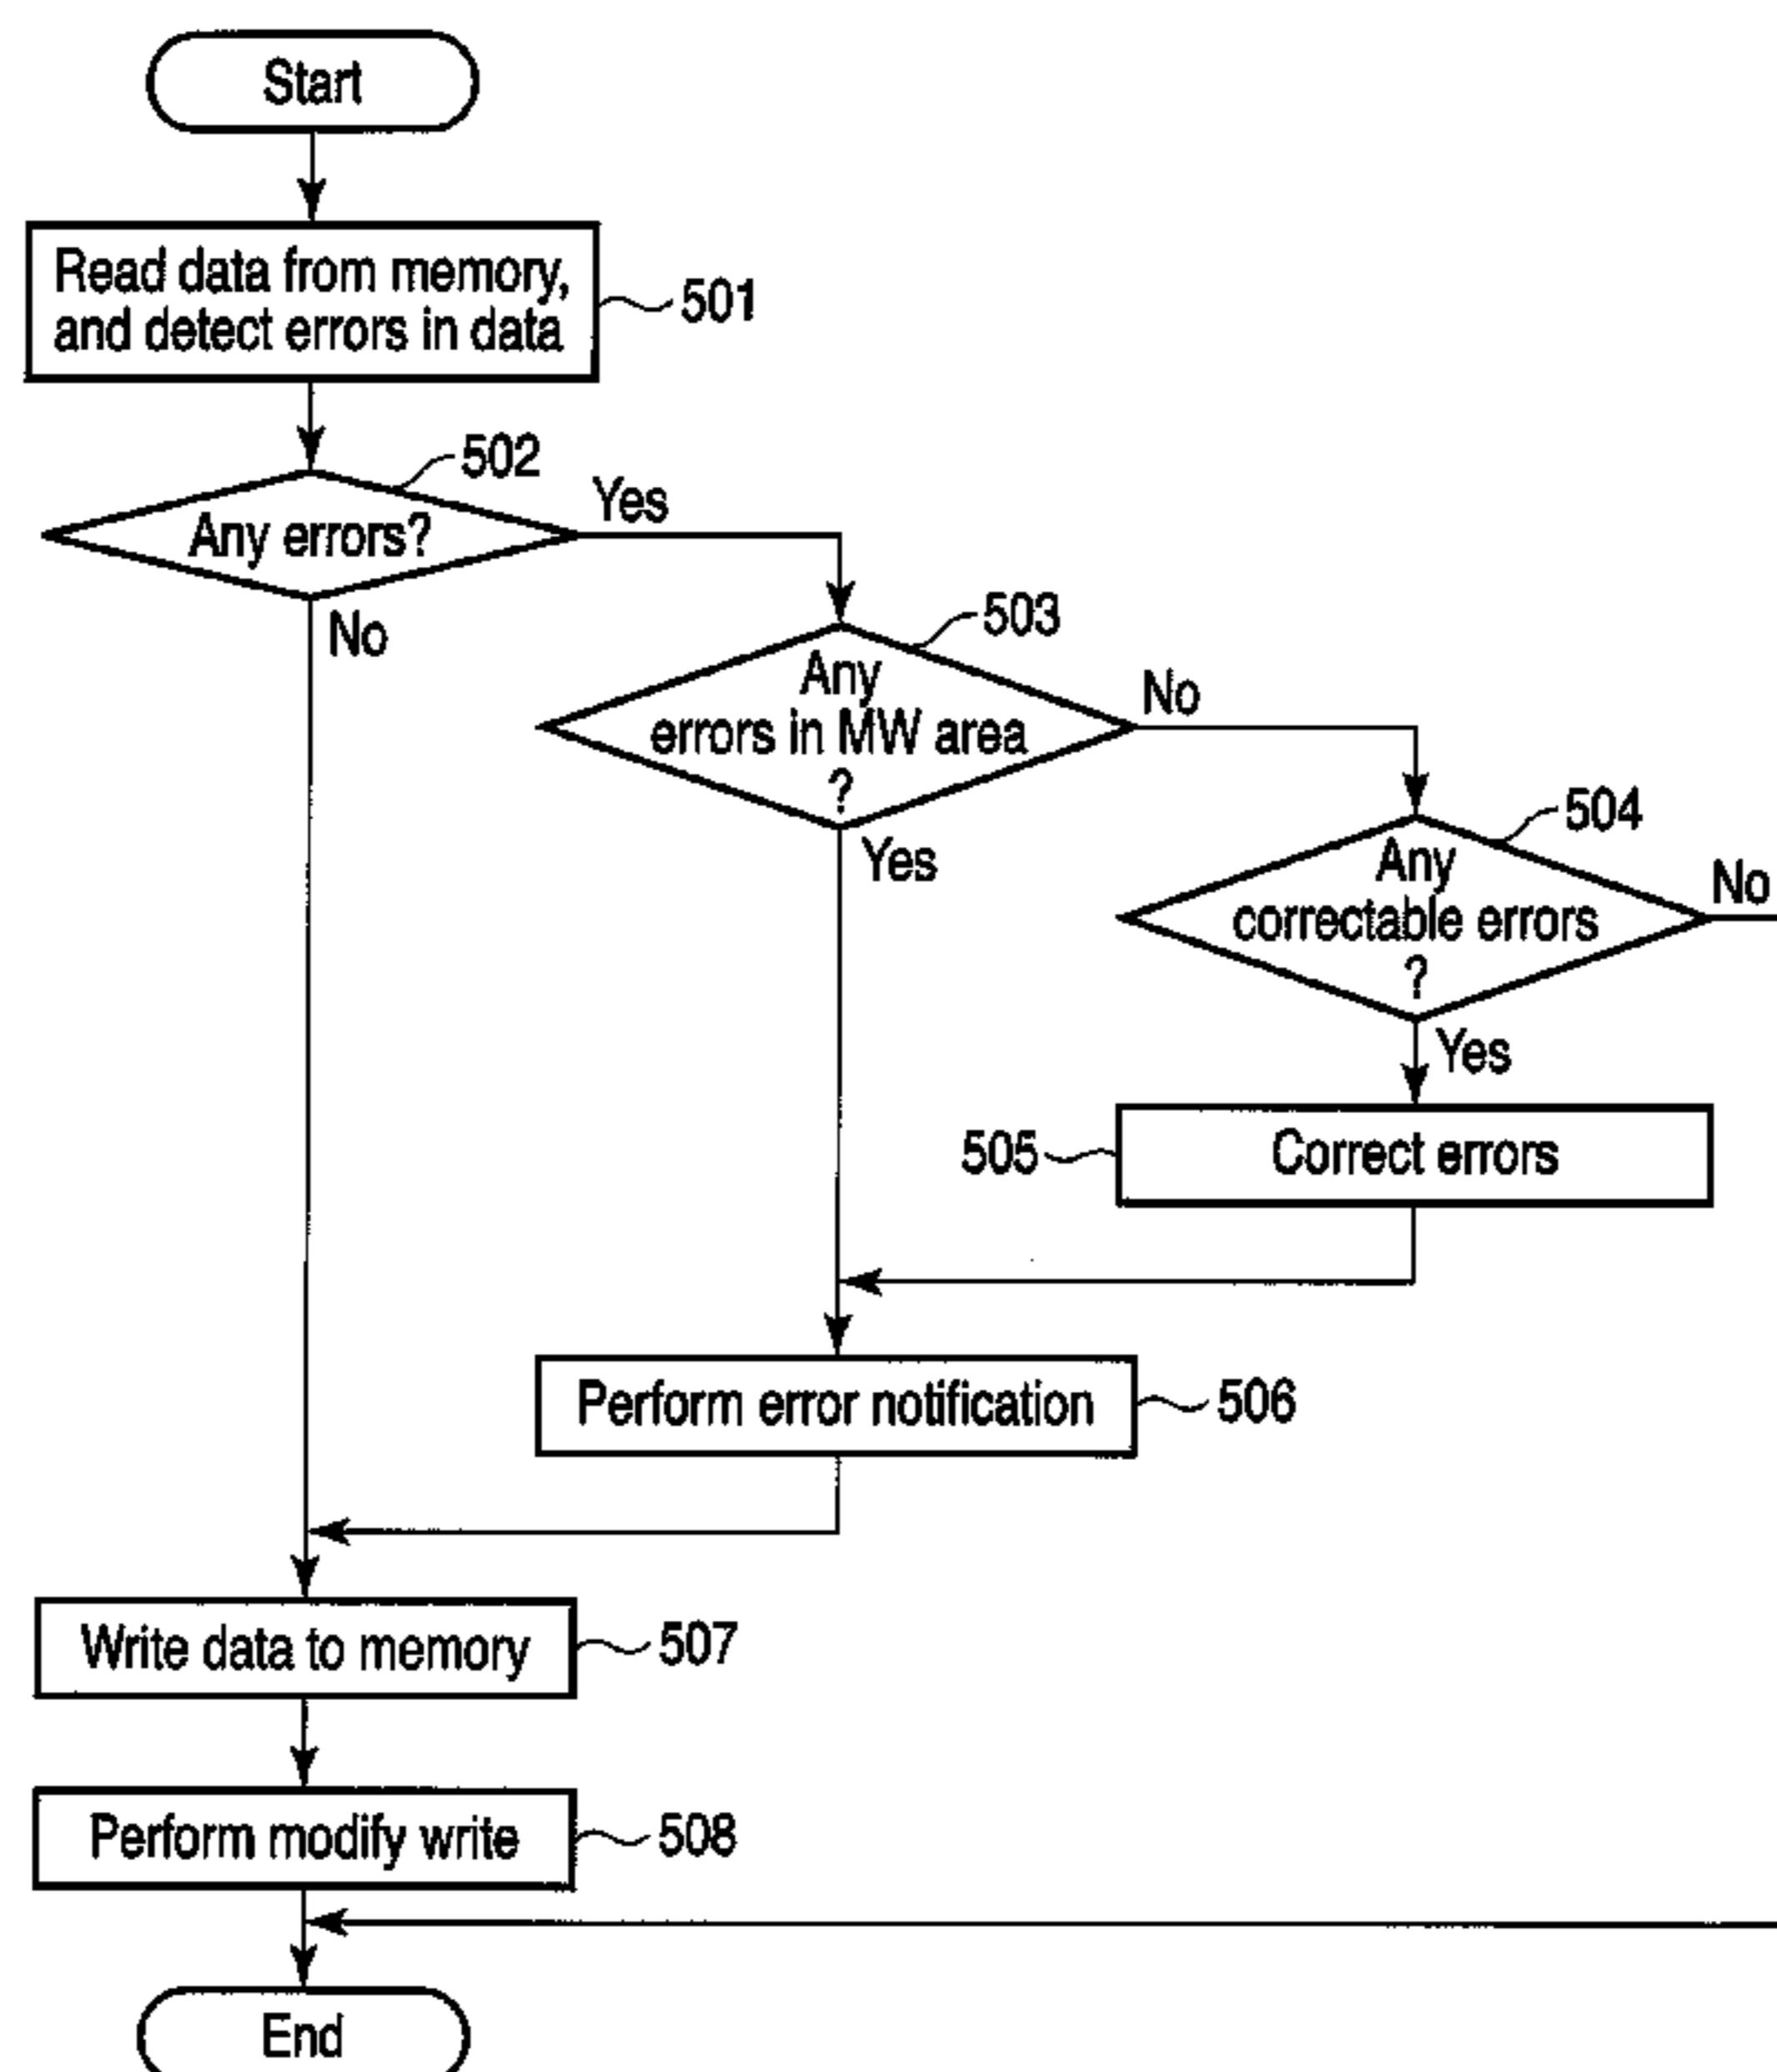 Start
Read data from memory,
and detect errors in data
501
502
Any errors?
Yes
No
503
Any
errors in MW area
?
No
Yes
504
Any
correctable errors
?
No
Yes
505
Correct errors
Perform error notification
506
Write data to memory
507
Perform modify write
508
End